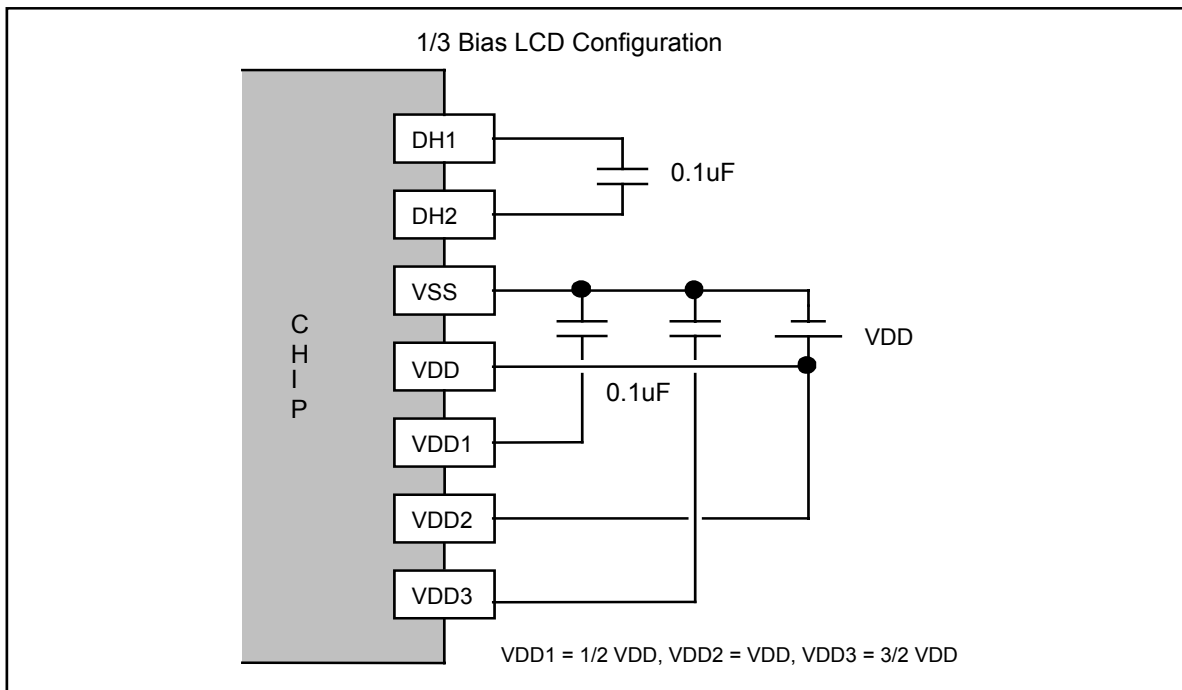 1/3 Bias LCD Configuration
DH1
0.1uF
DH2
VSS
C
H
I
P
VDD
VDD
0.1uF
VDD1
VDD2
VDD3
VDD1 = 1/2 VDD, VDD2 = VDD, VDD3 = 3/2 VDD